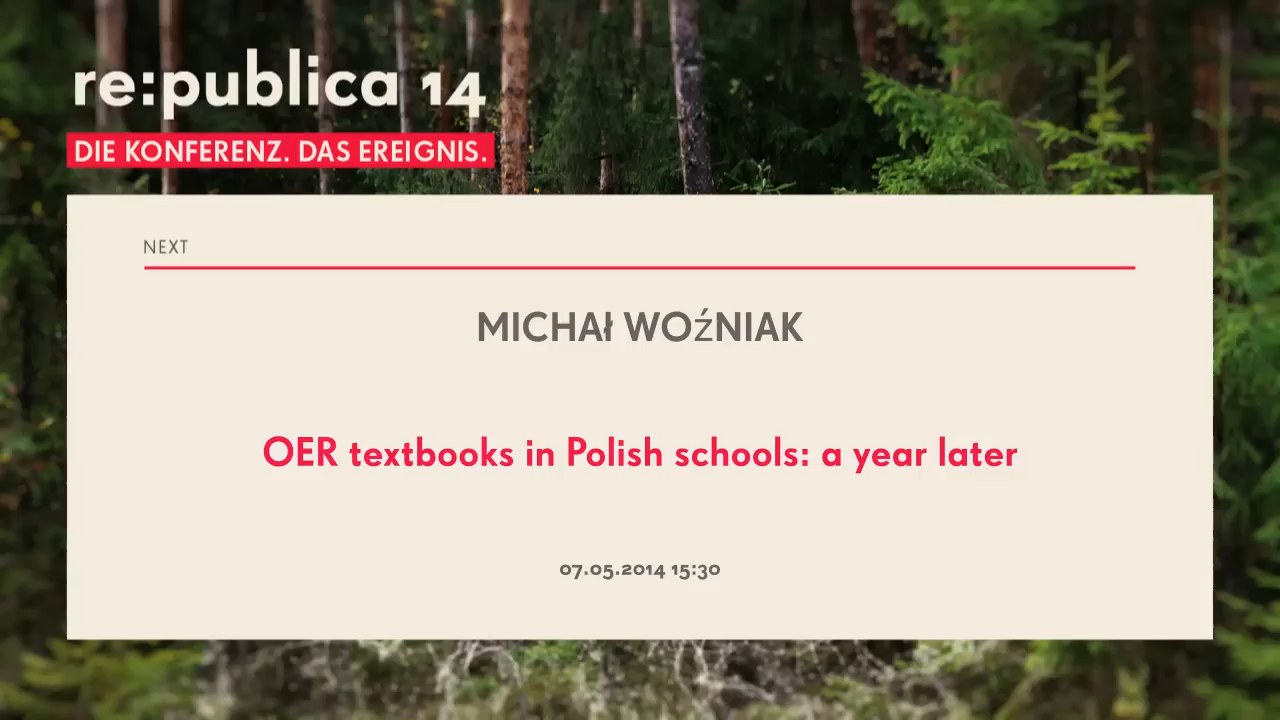 re:publica 14
DIE KONFERENZ. DAS EREIGNIS.
NEXT
MICHAł WOźNIAK
OER textbooks in Polish schools: a year later
07.05.2014 15:30